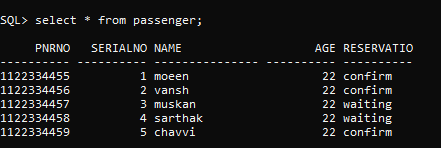 SQL> select * from passenger;
PNRNO SERIALNO NAME AGE RESERVATIO
---------- ---------- --------------- ---------- ----------
1122334455 1 moeen 22 confirm
1122334456 2 vansh 22 confirm
1122334457 3 muskan 22 waiting
1122334458 4 sarthak 22 waiting
1122334459 5 chavvi 22 confirm